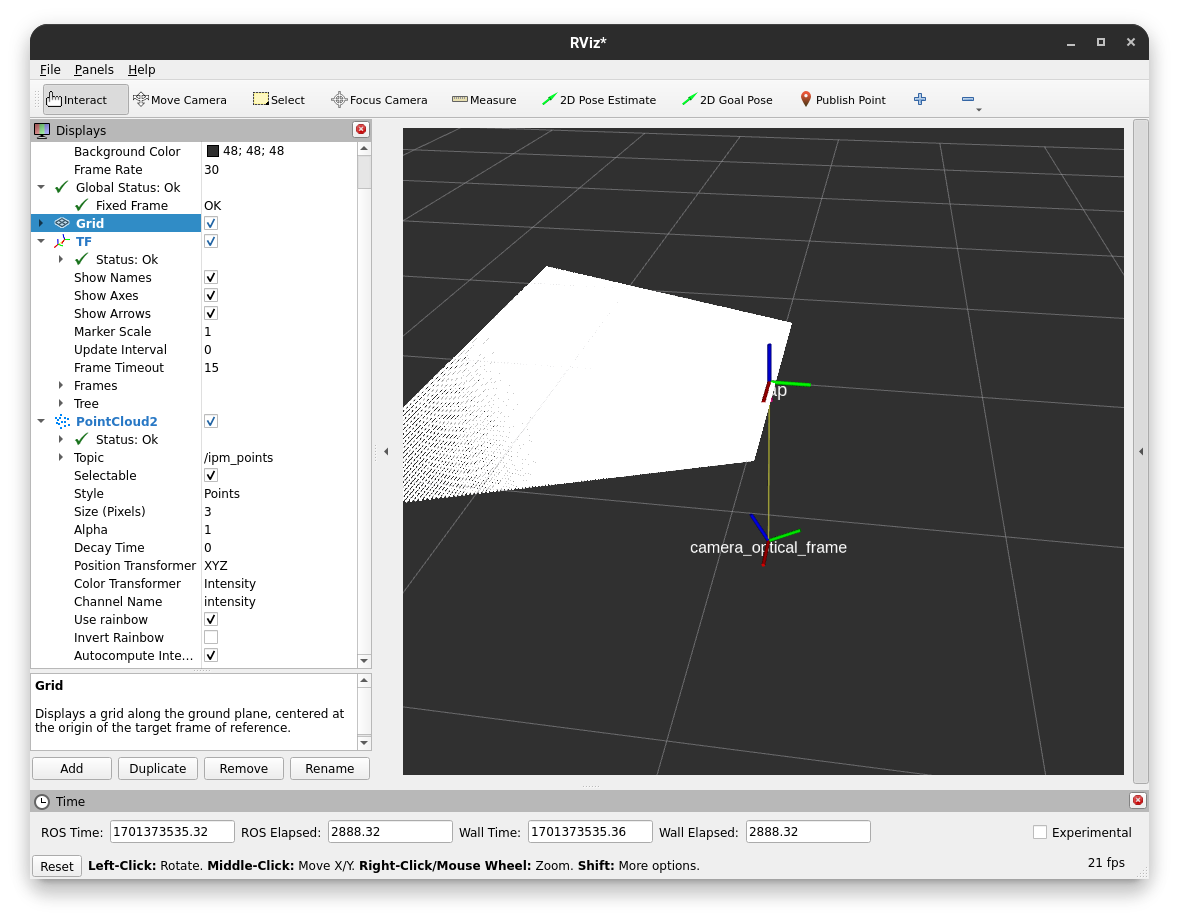 RViz*
File Panels Help
Interact Move Camera Select Focus Camera Measure 2D Pose Estimate 2D Goal Pose Publish Point
Displays
Background Color 48; 48; 48
Frame Rate 30
Global Status: Ok
Fixed Frame OK
Grid
TF
Status: Ok
Show Names
Show Axes
Show Arrows
Marker Scale 1
Update Interval 0
Frame Timeout 15
Frames
Tree
PointCloud2
Status: Ok
Topic /ipm_points
Selectable
Style Points
Size (Pixels) 3
Alpha 1
Decay Time 0
Position Transformer XYZ
Color Transformer Intensity
Channel Name intensity
Use rainbow
Invert Rainbow
Autocompute Inte...
Grid
Displays a grid along the ground plane, centered at
the origin of the target frame of reference.
Add Duplicate Remove Rename
camera_optical_frame
Time
ROS Time: 1701373535.32 ROS Elapsed: 2888.32 Wall Time: 1701373535.36 Wall Elapsed: 2888.32 Experimental
Reset Left-Click: Rotate. Middle-Click: Move X/Y. Right-Click/Mouse Wheel: Zoom. Shift: More options. 21 fps